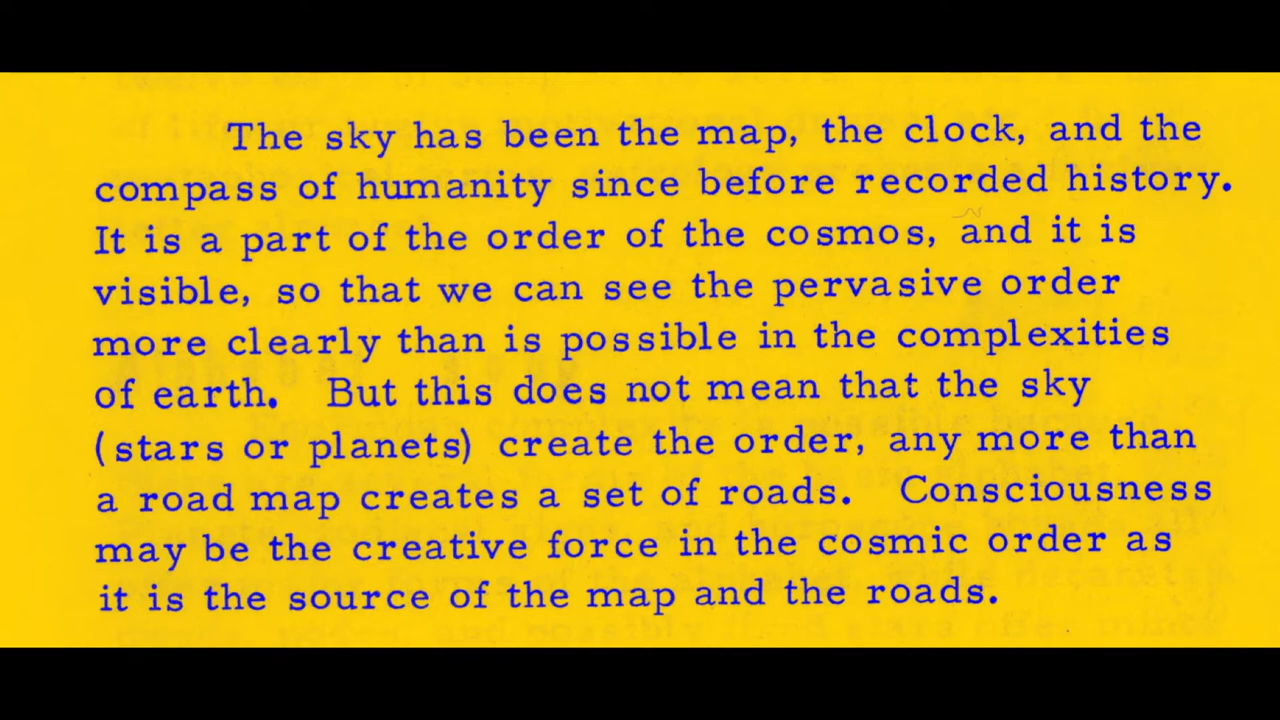 The sky has been the map, the clock, and the
compass of humanity since before recorded history.
It is a part of the order of the cosmos, and it is
visible, so that we can see the pervasive order
more clearly than is possible in the complexities
of earth. But this does not mean that the sky
(stars or planets) create the order, any more than
a road map creates a set of roads. Consciousness
may be the creative force in the cosmic order as
it is the source of the map and the roads.